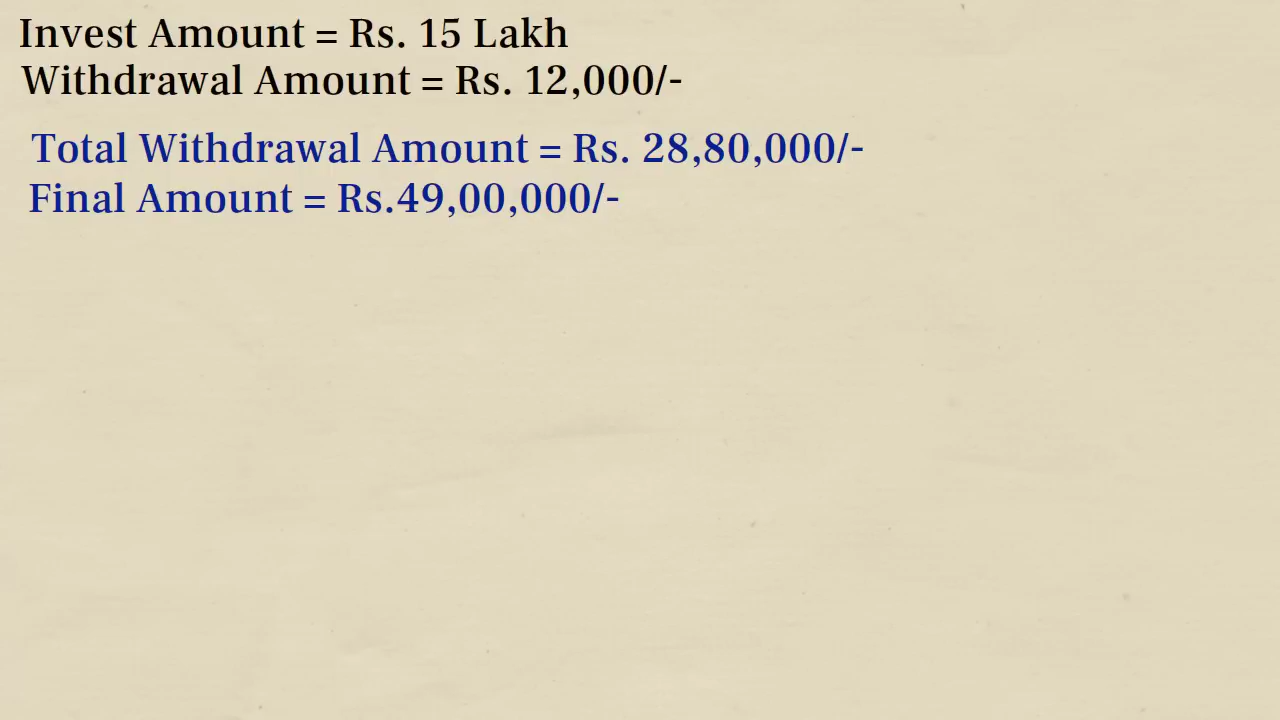 Invest Amount = Rs. 15 Lakh
Withdrawal Amount = Rs. 12,000/-
Total Withdrawal Amount = Rs. 28,80,000/-
Final Amount = Rs.49,00,000/-